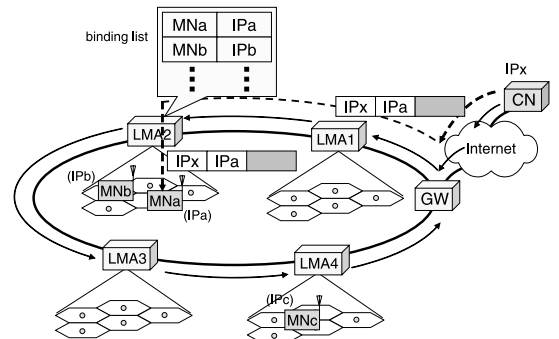 binding list
MNa IPa
MNb IPb
IPx
CN
IPx IPa
Internet
LMA2
LMA1
IPx IPa
(IPb)
MNb
MNa
(IPa)
GW
LMA3
LMA4
(IPc)
MNc